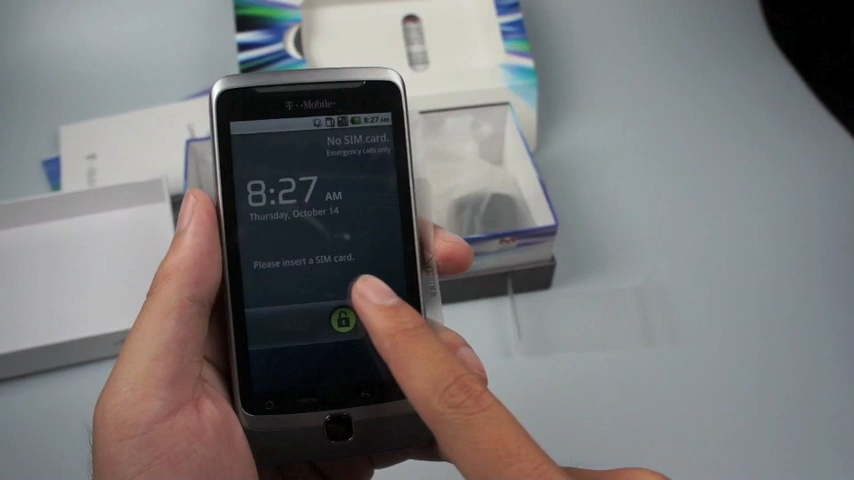 T-Mobile
8:27 AM
No SIM card.
Emergency calls only
8:27 AM
Thursday, October 14
Please insert a SIM card.